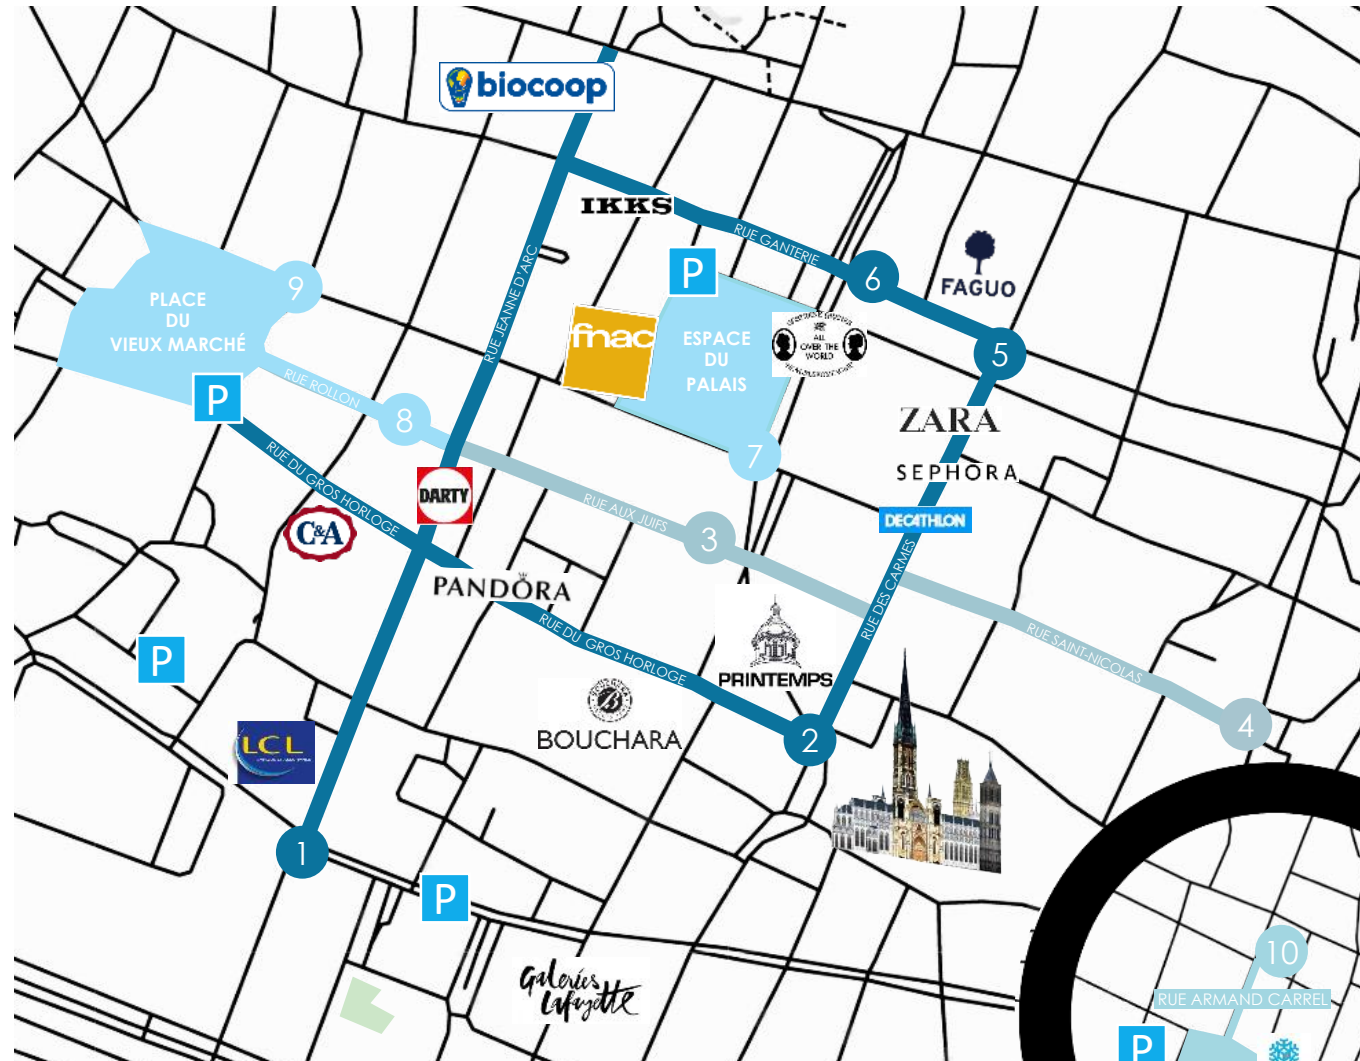 biocoop
IKKS
RUE GANTERIE
P
6
FAGUO
RUE JEANNE D'ARC
9
PLACE
DU
VIEUX MARCHÉ
fnac
ESPACE
DU
PALAIS
ALL
OVER THE
WORLD
5
P
RUE ROLLON
8
ZARA
7
SEPHORA
RUE DU GROS HORLOGE
DARTY
C&A
RUE AUX JUIFS
3
DECATHLON
RUE DES CARMES
PANDÖRA
RUE DU GROS HORLOGE
PRINTEMPS
RUE SAINT-NICOLAS
P
B
BOUCHARA
LCL
2
4
1
P
Galeries
Lafayette
10
RUE ARMAND CARREL
P